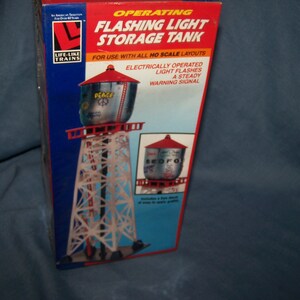 OPERATING
FLASHING LIGHT
STORAGE TANK
FOR USE WITH ALL HO SCALE LAYOUTS
LIFE-LIKE
TRAINS
ELECTRICALLY OPERATED
LIGHT FLASHES
A STEADY
WARNING SIGNAL